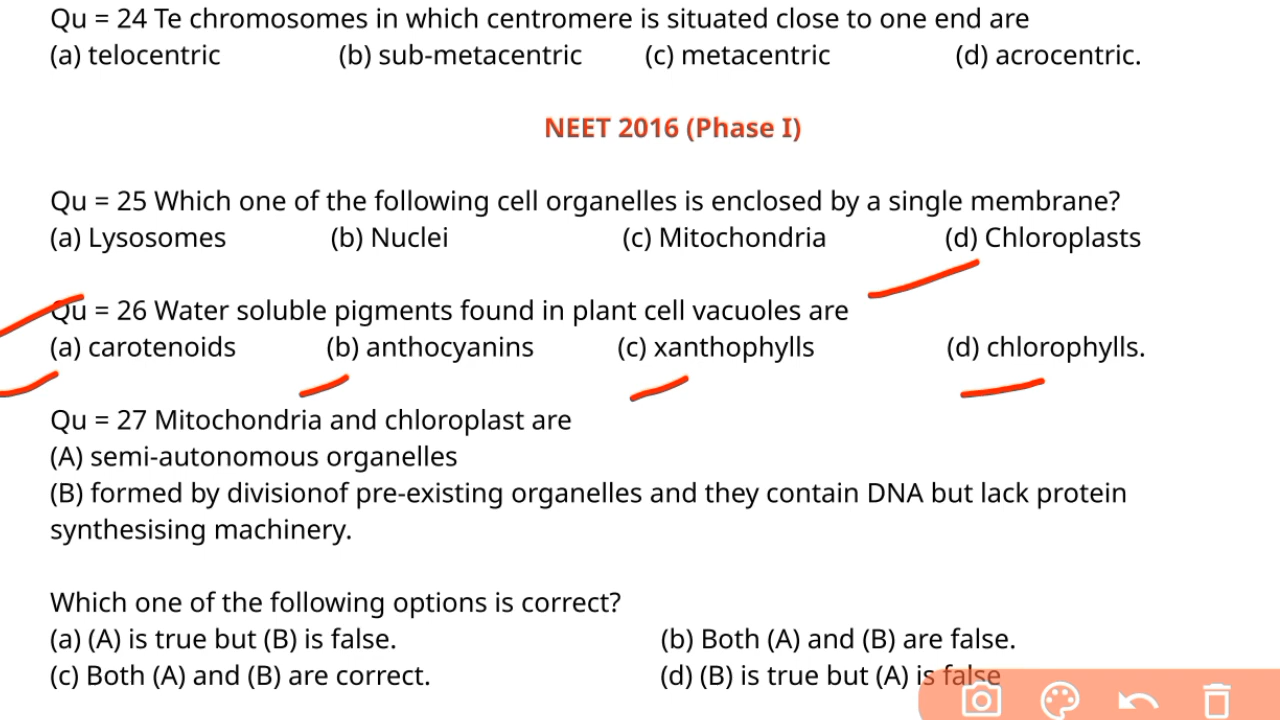 Qu = 24 Te chromosomes in which centromere is situated close to one end are
(a) telocentric (b) sub-metacentric (c) metacentric (d) acrocentric.
NEET 2016 (Phase I)
Qu = 25 Which one of the following cell organelles is enclosed by a single membrane?
(a) Lysosomes (b) Nuclei (c) Mitochondria (d) Chloroplasts
Qu = 26 Water soluble pigments found in plant cell vacuoles are
(a) carotenoids (b) anthocyanins (c) xanthophylls (d) chlorophylls.
Qu = 27 Mitochondria and chloroplast are
(A) semi-autonomous organelles
(B) formed by divisionof pre-existing organelles and they contain DNA but lack protein
synthesising machinery.
Which one of the following options is correct?
(a) (A) is true but (B) is false. (b) Both (A) and (B) are false.
(c) Both (A) and (B) are correct. (d) (B) is true but (A) is false